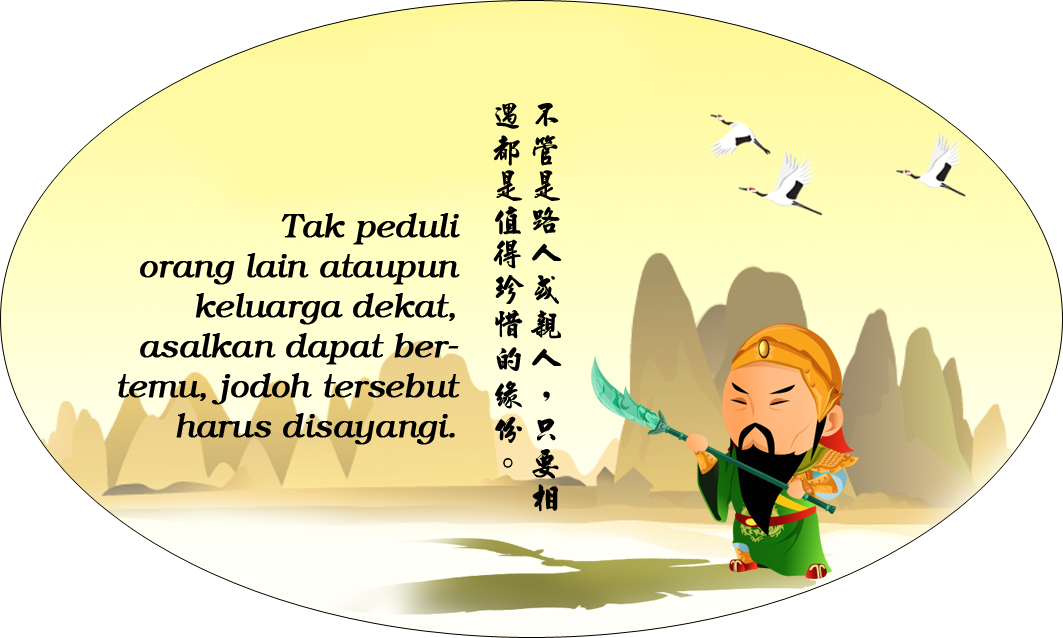 Tak peduli
orang lain ataupun
keluarga dekat,
asalkan dapat ber-
temu, jodoh tersebut
harus disayangi.
不管是路人或親人，只要相
遇都是值得珍惜的缘份。